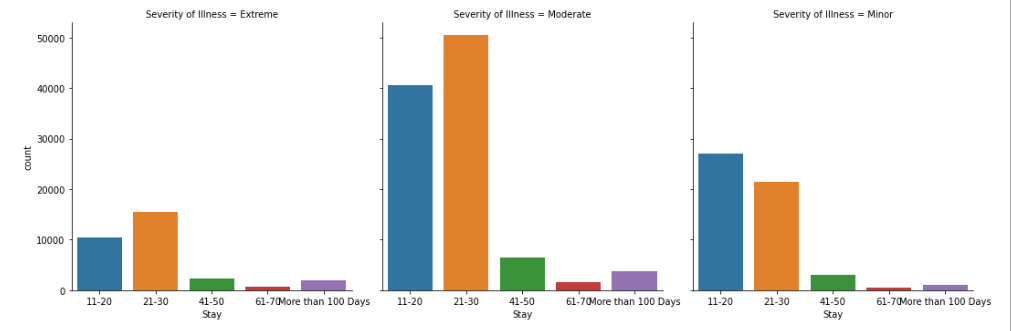 Severity of Illness = Extreme
Severity of Illness = Moderate
Severity of Illness = Minor
50000
40000
30000
20000
10000
0
count
11-20 21-30 41-50 61-70 More than 100 Days
11-20 21-30 41-50 61-70 More than 100 Days
11-20 21-30 41-50 61-70 More than 100 Days
Stay
Stay
Stay